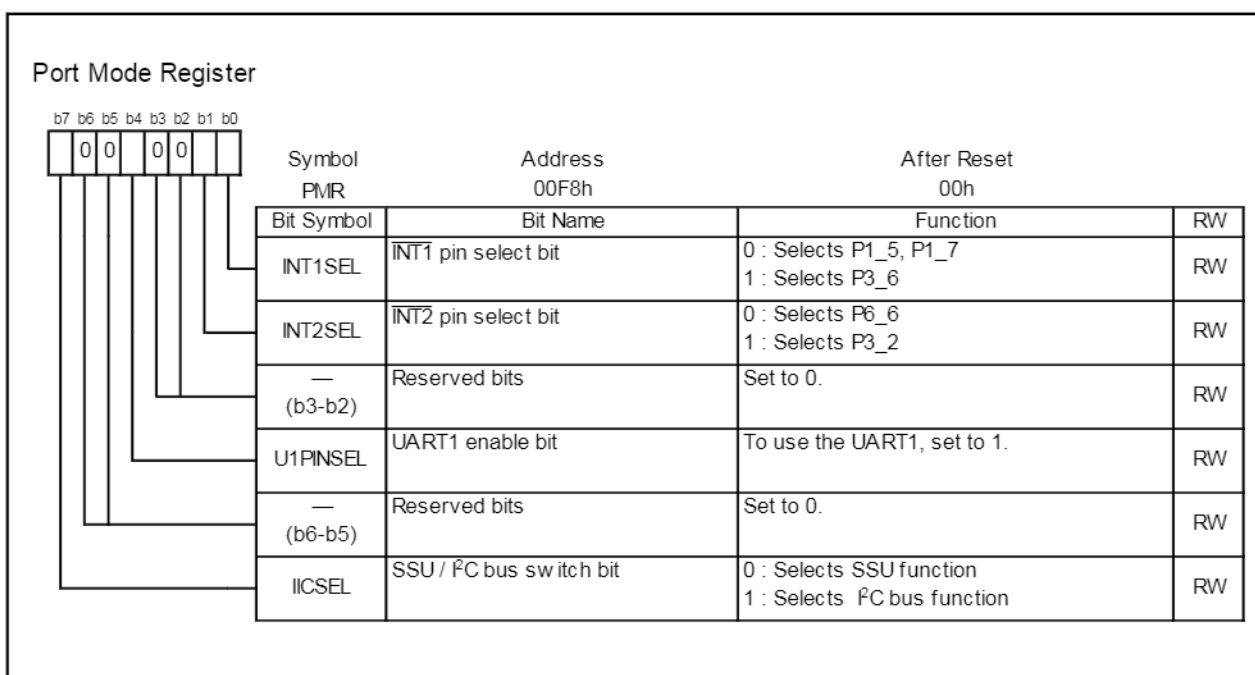 Port Mode Register
b7 b6 b5 b4 b3 b2 b1 b0
0 0 0 0
Symbol Address After Reset
PMR 00F8h 00h
Bit Symbol Bit Name Function RW
INT1SEL INT1 pin select bit 0 : Selects P1_5, P1_7
1 : Selects P3_6 RW
INT2SEL INT2 pin select bit 0 : Selects P6_6
1 : Selects P3_2 RW
—
(b3-b2) Reserved bits Set to 0. RW
U1PINSEL UART1 enable bit To use the UART1, set to 1. RW
—
(b6-b5) Reserved bits Set to 0. RW
IICSEL SSU / I²C bus switch bit 0 : Selects SSU function
1 : Selects I²C bus function RW